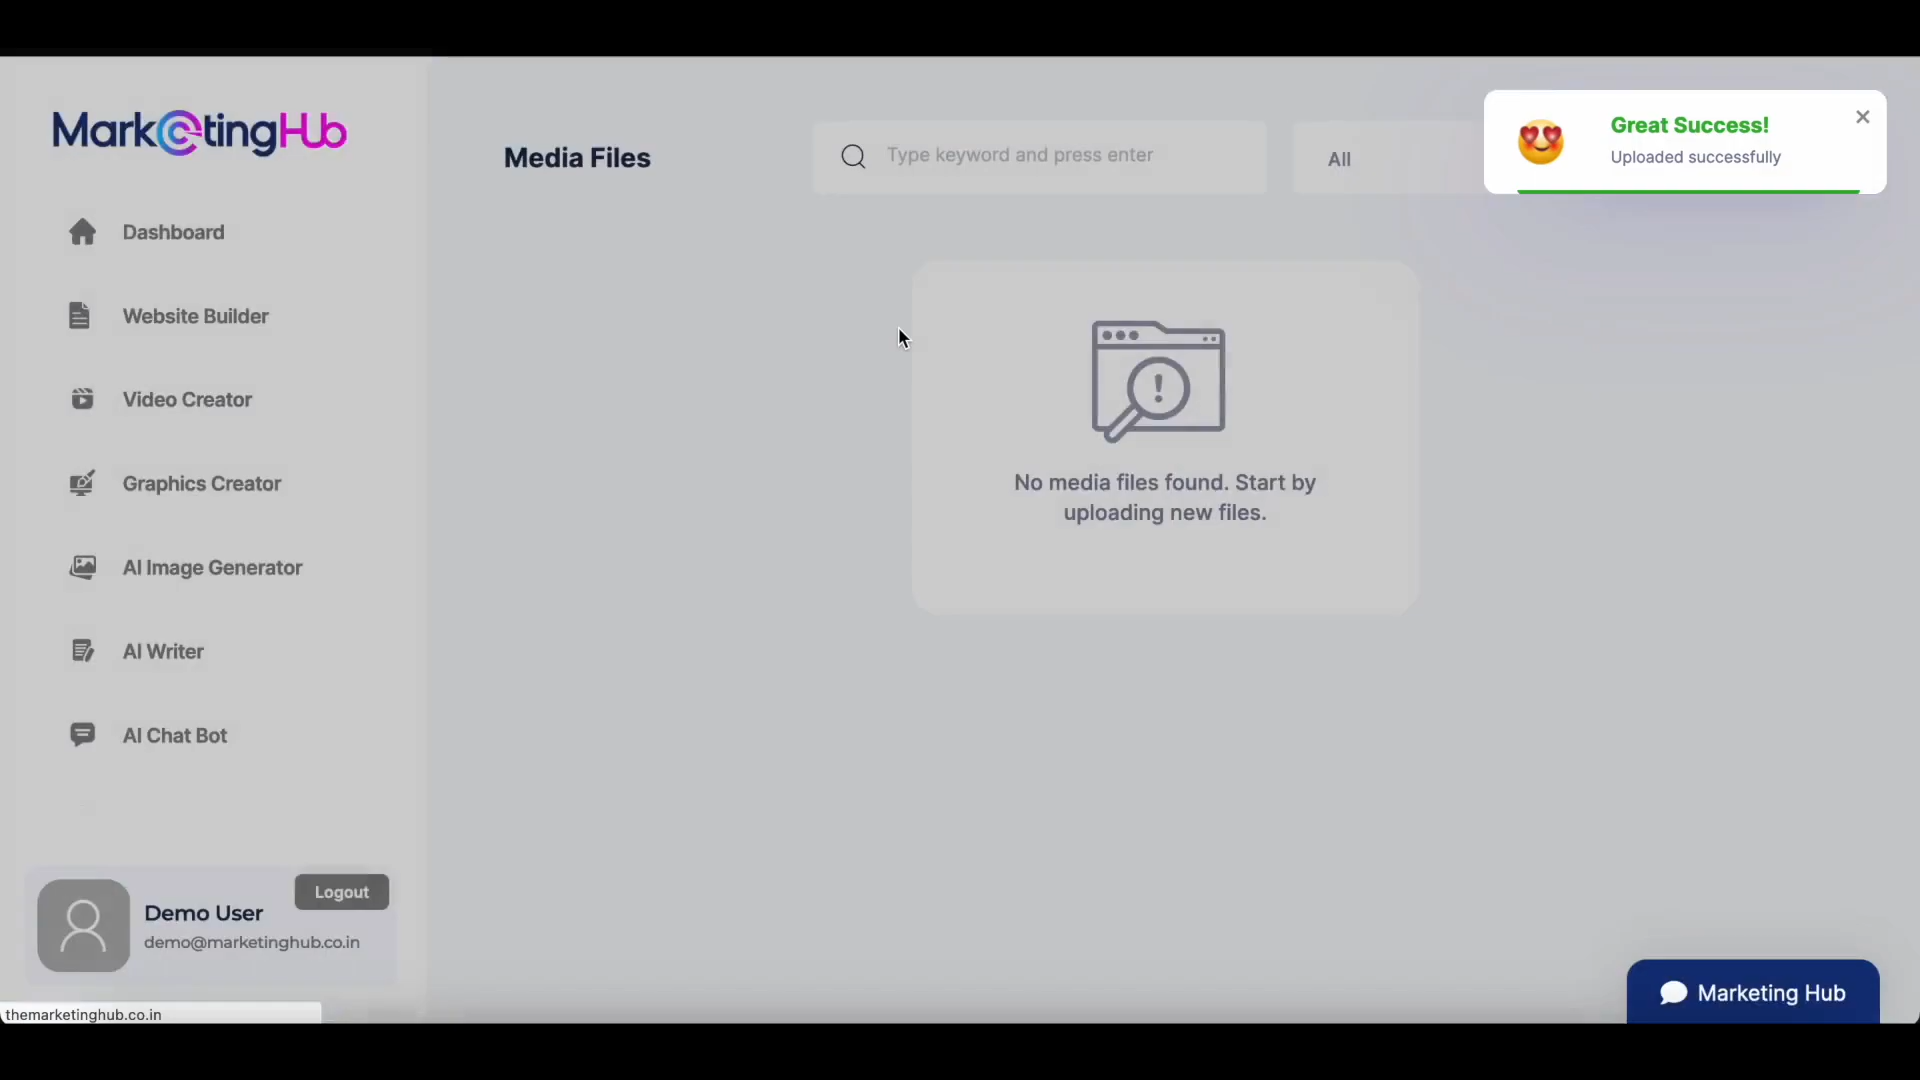 MarketingHub
Dashboard
Website Builder
Video Creator
Graphics Creator
AI Image Generator
AI Writer
AI Chat Bot
Logout
Demo User
demo@marketinghub.co.in
themarketinghub.co.in
Media Files
Type keyword and press enter
All
Great Success!
Uploaded successfully
No media files found. Start by
uploading new files.
Marketing Hub